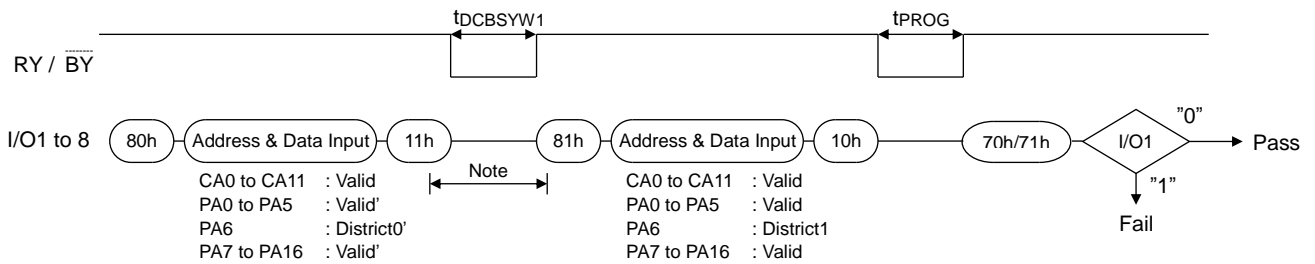 tDCBSYW1
tPROG
RY / BY
I/O1 to 8
80h
Address & Data Input
11h
81h
Address & Data Input
10h
70h/71h
I/O1
"0"
Pass
Note
"1"
Fail
CA0 to CA11 : Valid
PA0 to PA5 : Valid'
PA6 : District0'
PA7 to PA16 : Valid'
CA0 to CA11 : Valid
PA0 to PA5 : Valid
PA6 : District1
PA7 to PA16 : Valid